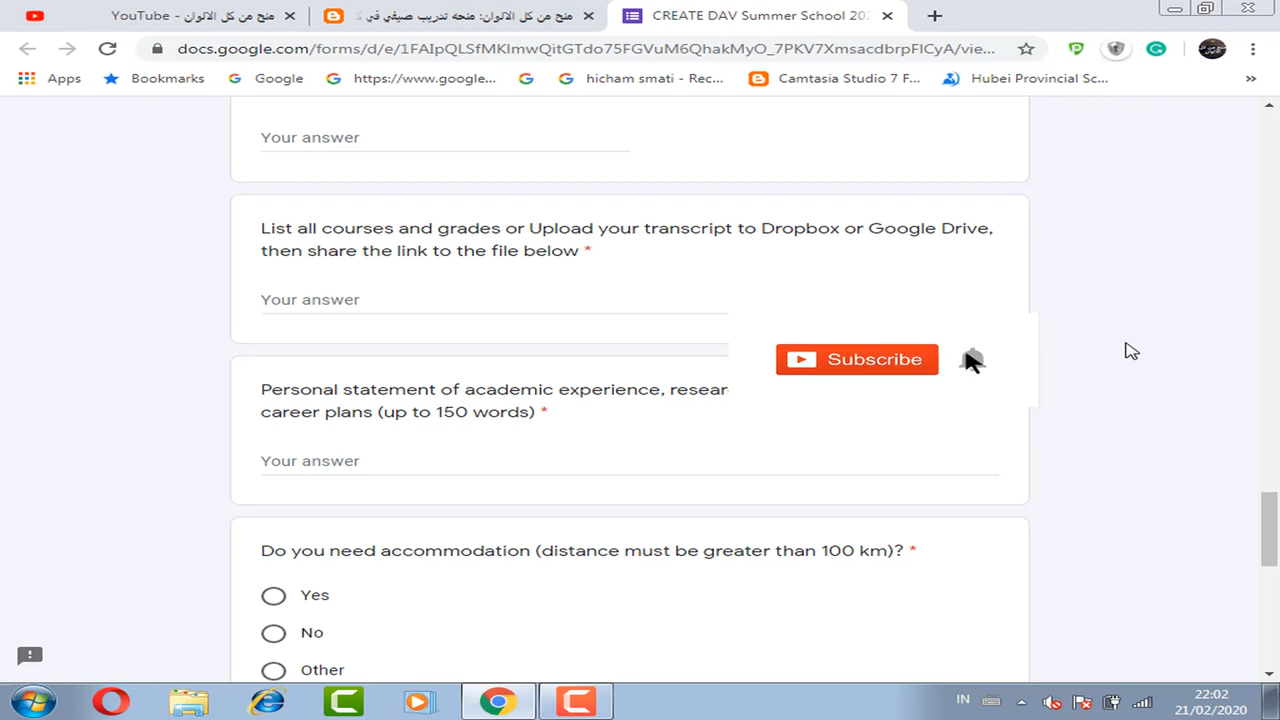 YouTube - منح من كل الالوان
منح من كل الالوان: منحه تدريب صيفي في ك
CREATE DAV Summer School 202
docs.google.com/forms/d/e/1FAIpQLSfMKlmwQitGTdo75FGVuM6QhakMyO_7PKV7XmsacdbrpFICyA/vie...
Apps
Bookmarks
Google
https://www.google...
hicham smati - Rec...
Camtasia Studio 7 F...
Hubei Provincial Sc...
»
Your answer
List all courses and grades or Upload your transcript to Dropbox or Google Drive,
then share the link to the file below *
Your answer
Subscribe
Personal statement of academic experience, resear
career plans (up to 150 words) *
Your answer
Do you need accommodation (distance must be greater than 100 km)? *
Yes
No
Other
IN
22:02
21/02/2020